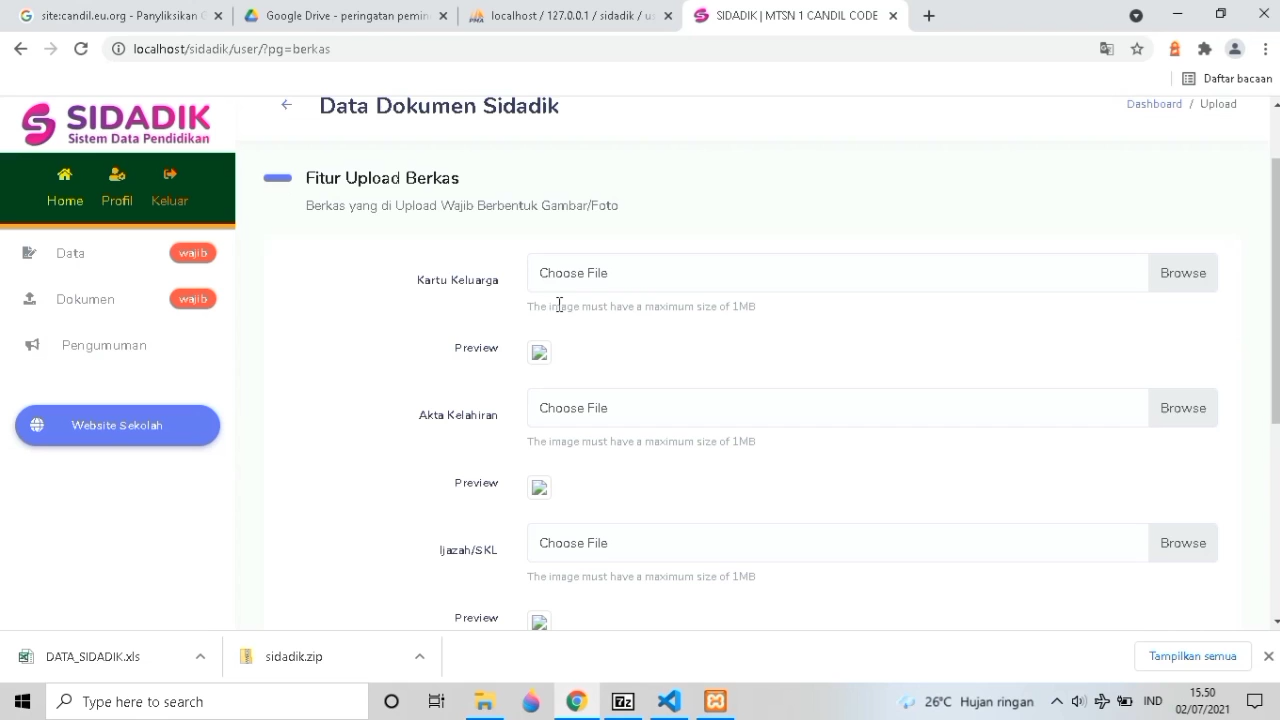 sitecandil.eu.org - Panyliksikan G
Google Drive - peringatan pemin
localhost / 127.0.0.1 / sidadik / u
SIDADIK | MTSN 1 CANDIL CODE
localhost/sidadik/user/?pg=berkas
Daftar bacaan
SIDADIK
Sistem Data Pendidikan
Data Dokumen Sidadik
Dashboard / Upload
Home Profil Keluar
Fitur Upload Berkas
Berkas yang di Upload Wajib Berbentuk Gambar/Foto
Data wajib
Dokumen wajib
Pengumuman
Website Sekolah
Kartu Keluarga Choose File Browse
The image must have a maximum size of 1MB
Preview
Akta Kelahiran Choose File Browse
The image must have a maximum size of 1MB
Preview
Ijazah/SKL Choose File Browse
The image must have a maximum size of 1MB
Preview
DATA_SIDADIK.xls
sidadik.zip
Tampilkan semua
Type here to search
26°C Hujan ringan
IND
15.50
02/07/2021